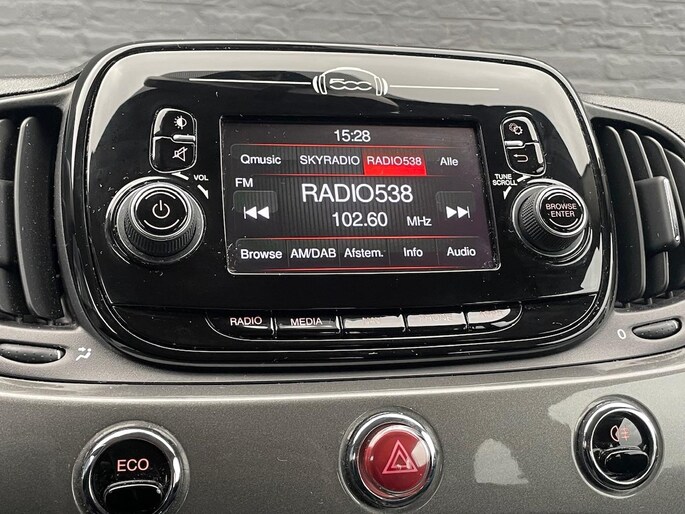 500
15:28
Qmusic SKYRADIO RADIO538 Alle
FM
RADIO538
102.60 MHz
Browse AM/DAB Afstem. Info Audio
VOL
TUNE
SCROLL
BROWSE
ENTER
RADIO MEDIA
0
ECO